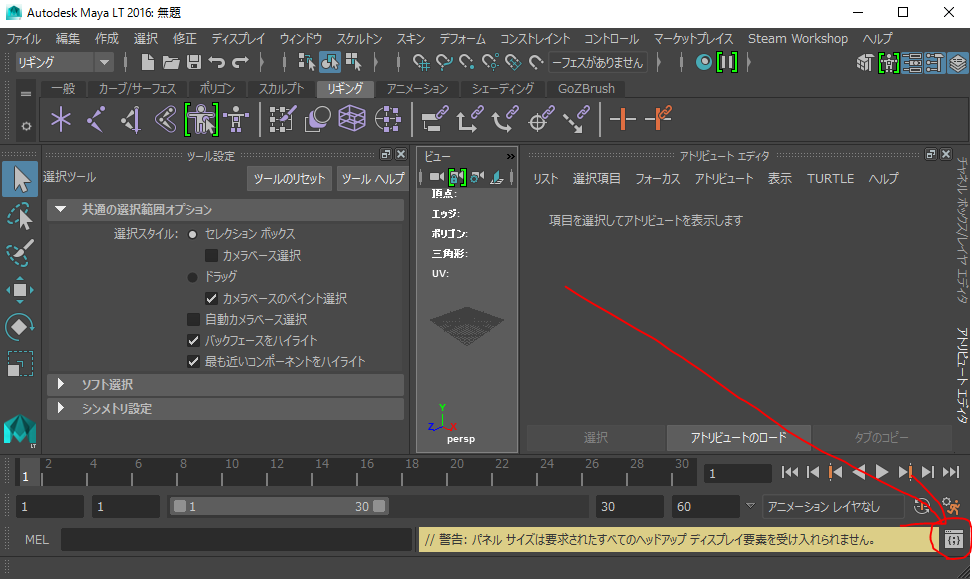 Autodesk Maya LT 2016: 無題
ファイル 編集 作成 選択 修正 ディスプレイ ウィンドウ スケルトン スキン デフォーム コンストレイント コントロール マーケットプレイス Steam Workshop ヘルプ
リギング ーフェスがありません
一般 カーブ/サーフェス ポリゴン スカルプト リギング アニメーション シェーディング GoZBrush
ツール設定
選択ツール ツールのリセット ツール ヘルプ
共通の選択範囲オプション
選択スタイル: セレクション ボックス
カメラベース選択
ドラッグ
カメラベースのペイント選択
自動カメラベース選択
バックフェースをハイライト
最も近いコンポーネントをハイライト
ソフト選択
シンメトリ設定
LT
ビュー »
頂点:
エッジ:
ポリゴン:
三角形:
UV:
Y
Z X
persp
アトリビュート エディタ
リスト 選択項目 フォーカス アトリビュート 表示 TURTLE ヘルプ
項目を選択してアトリビュートを表示します
選択 アトリビュートのロード タブのコピー
チャネル ボックス/レイヤ エディタ
アトリビュート エディタ
1 2 4 6 8 10 12 14 16 18 20 22 24 26 28 30 1
1 1 1 30 30 60 アニメーション レイヤなし
MEL // 警告: パネル サイズは要求されたすべてのヘッドアップ ディスプレイ要素を受け入れられません。 {;}